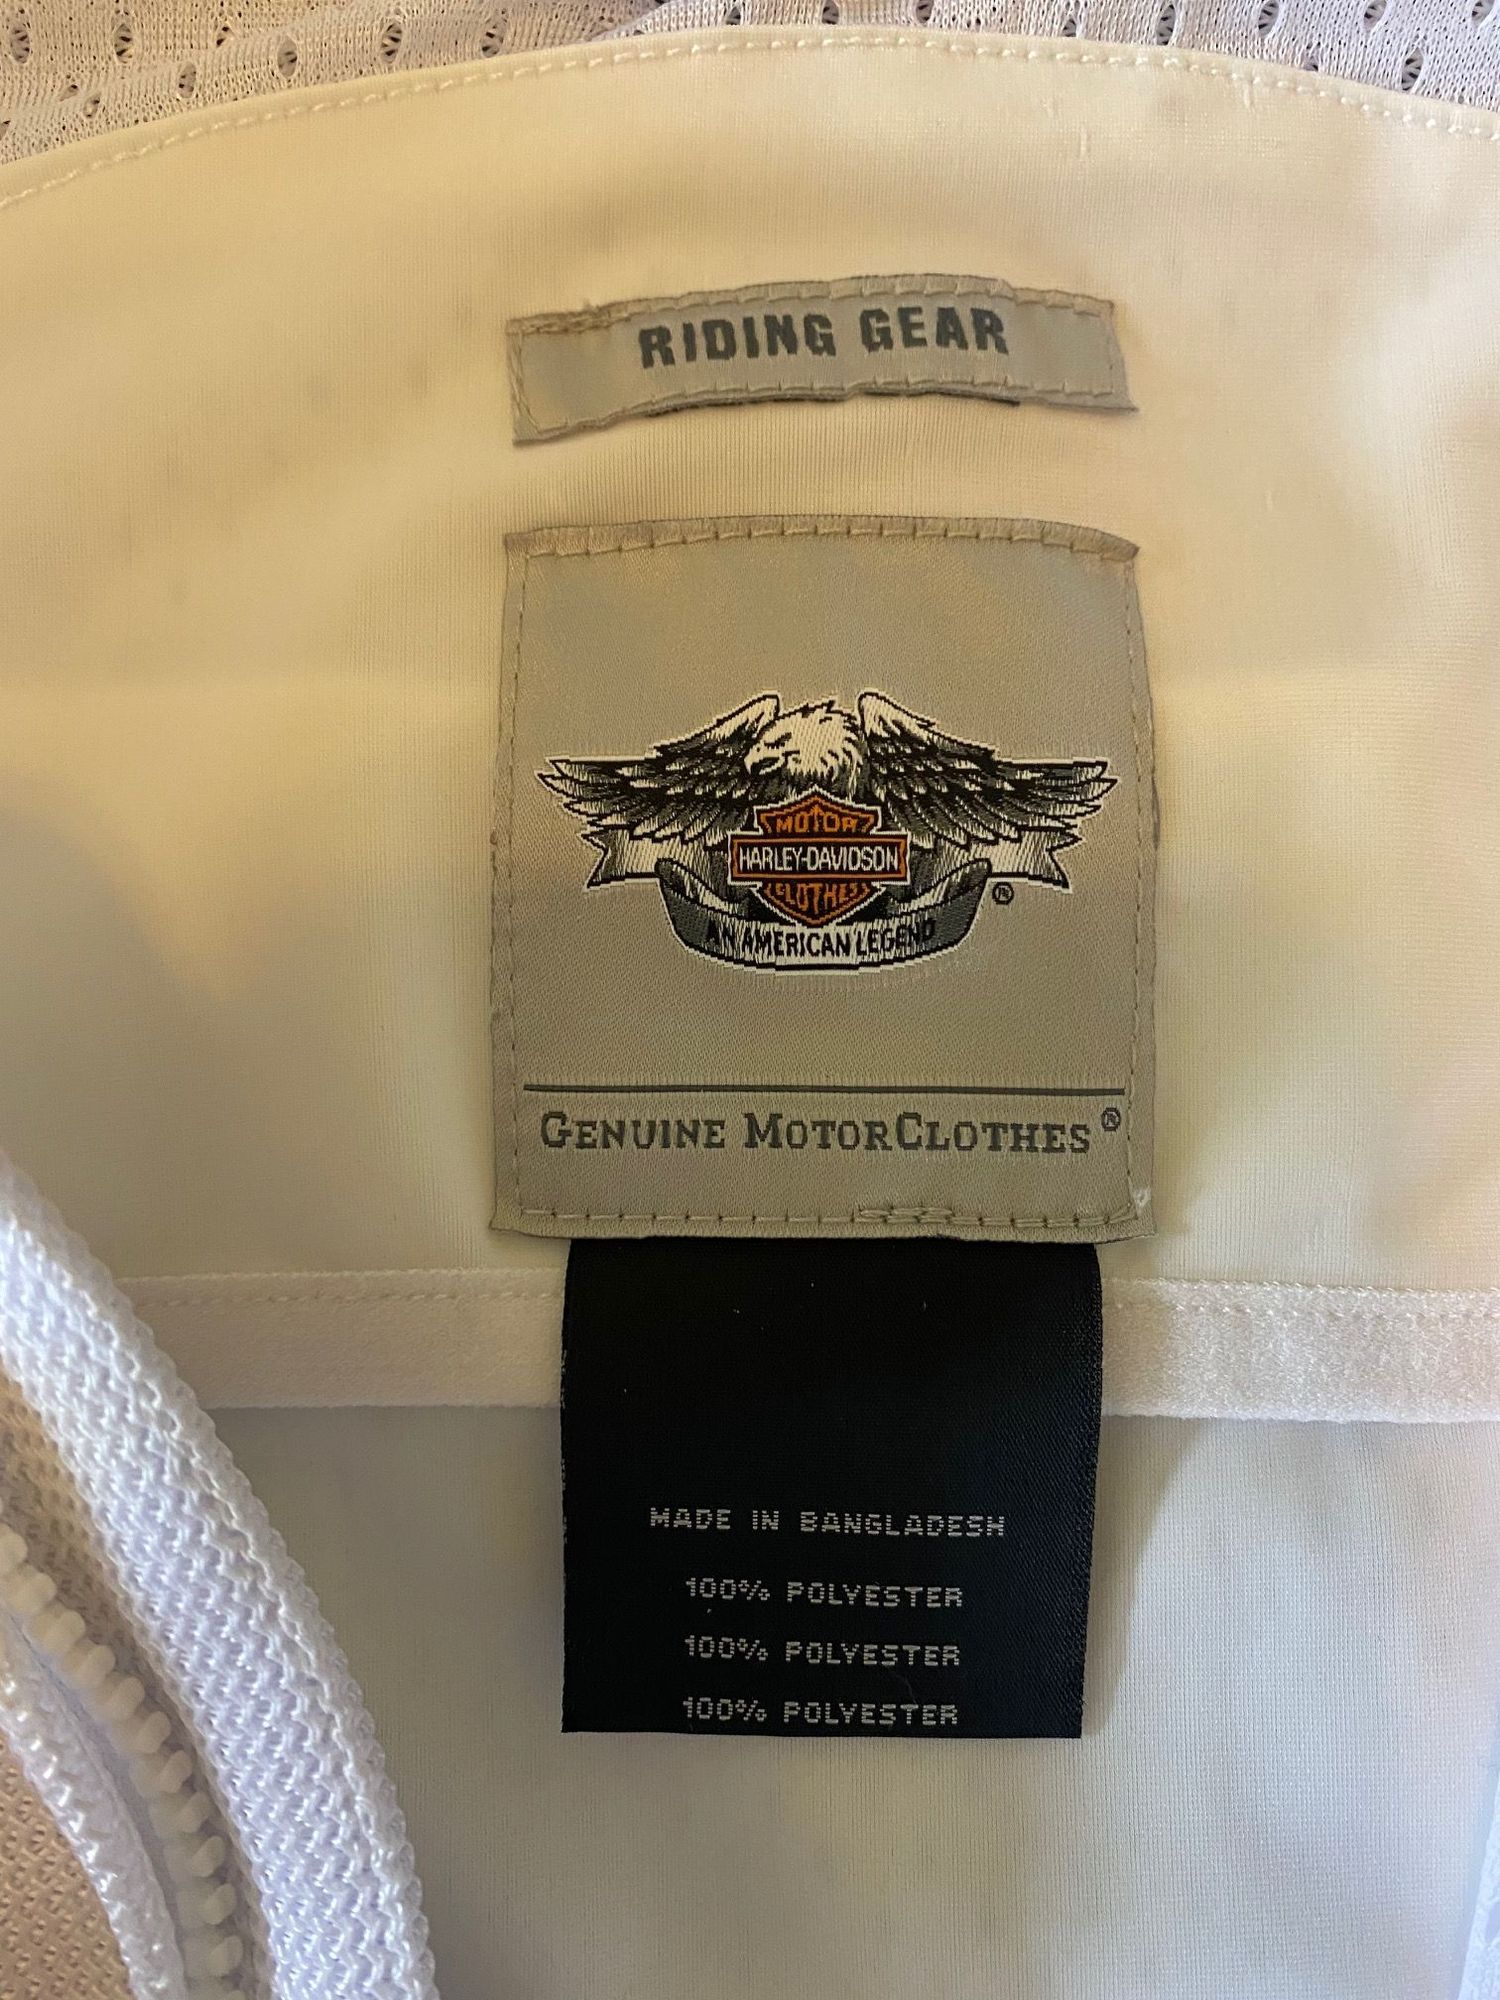 RIDING GEAR
MOTOR
HARLEY-DAVIDSON
CLOTHES
®
AN AMERICAN LEGEND
GENUINE MOTORCLOTHES®
MADE IN BANGLADESH
100% POLYESTER
100% POLYESTER
100% POLYESTER